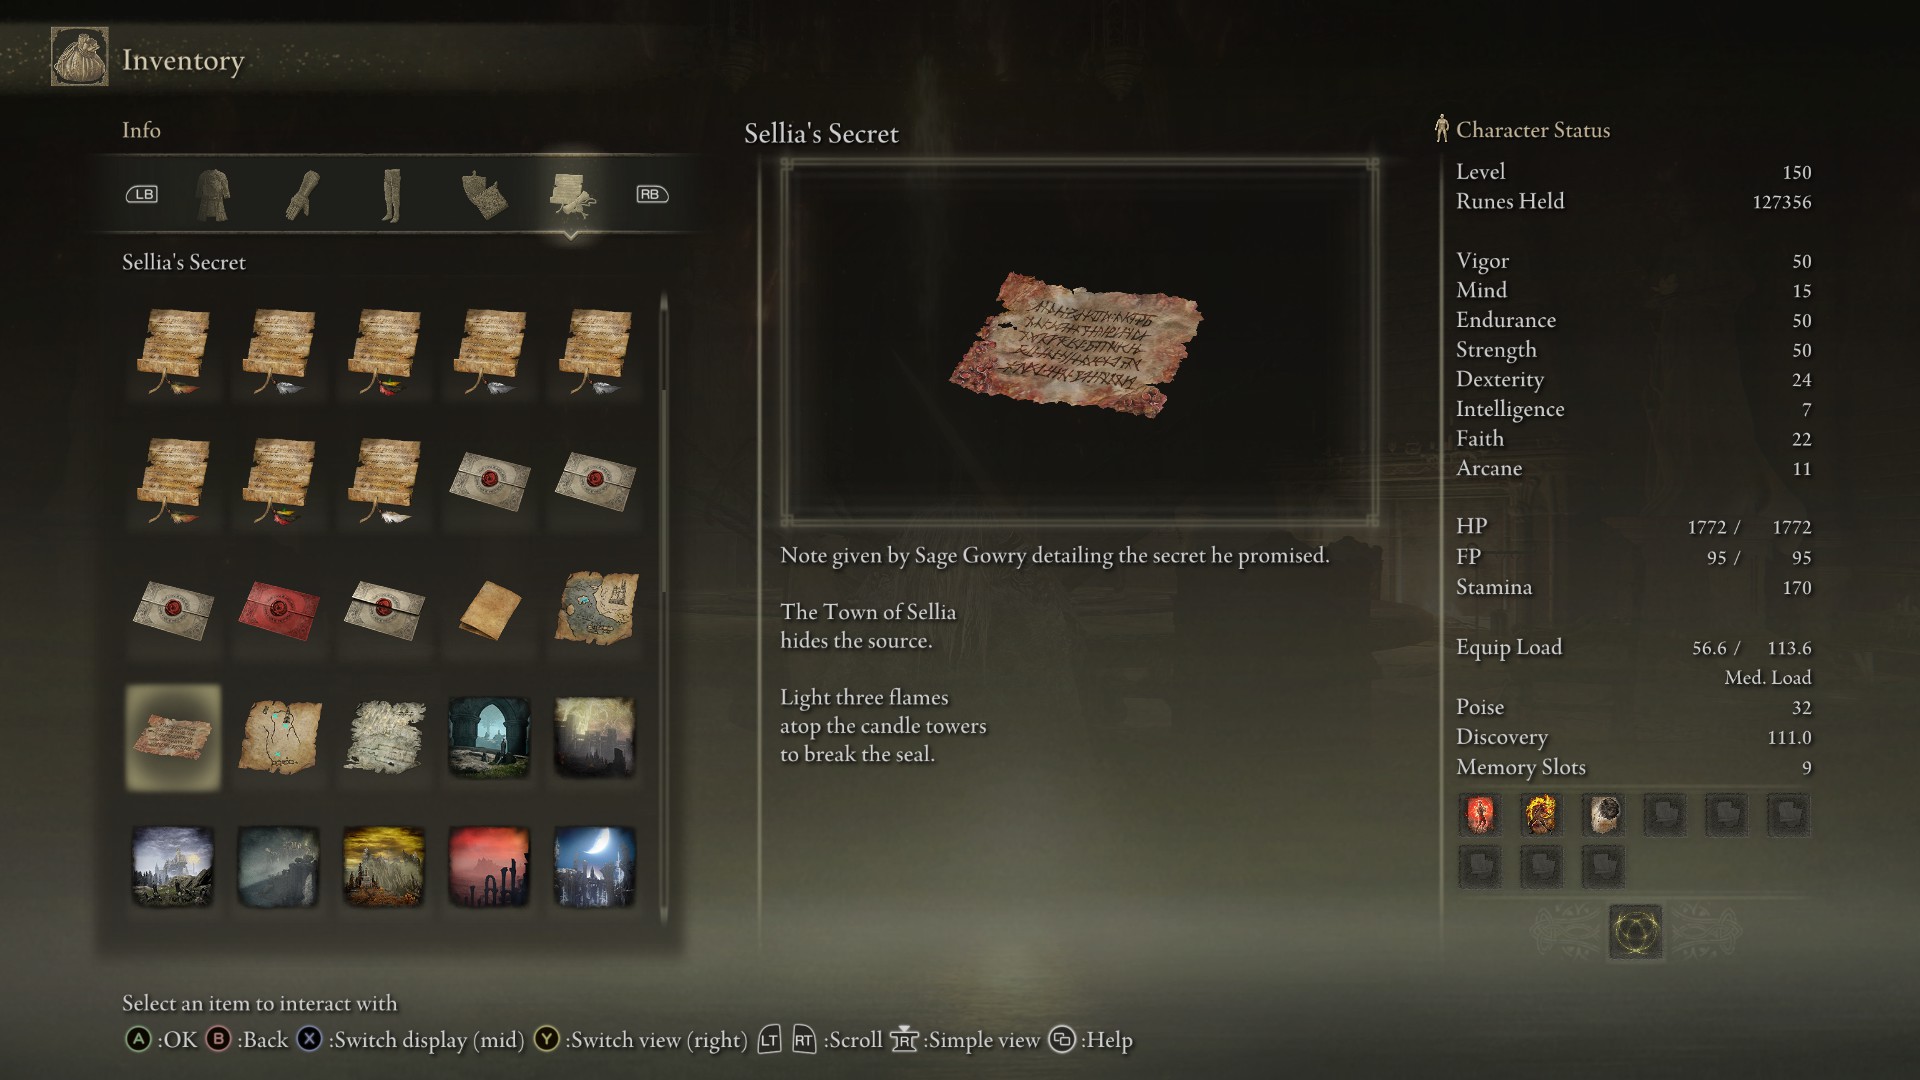 Inventory
Info
LB
RB
Sellia's Secret
Sellia's Secret
Note given by Sage Gowry detailing the secret he promised.
The Town of Sellia
hides the source.
Light three flames
atop the candle towers
to break the seal.
Character Status
Level 150
Runes Held 127356
Vigor 50
Mind 15
Endurance 50
Strength 50
Dexterity 24
Intelligence 7
Faith 22
Arcane 11
HP 1772 / 1772
FP 95 / 95
Stamina 170
Equip Load 56.6 / 113.6
Med. Load
Poise 32
Discovery 111.0
Memory Slots 9
Select an item to interact with
A :OK B :Back X :Switch display (mid) Y :Switch view (right) LT RT :Scroll R :Simple view :Help